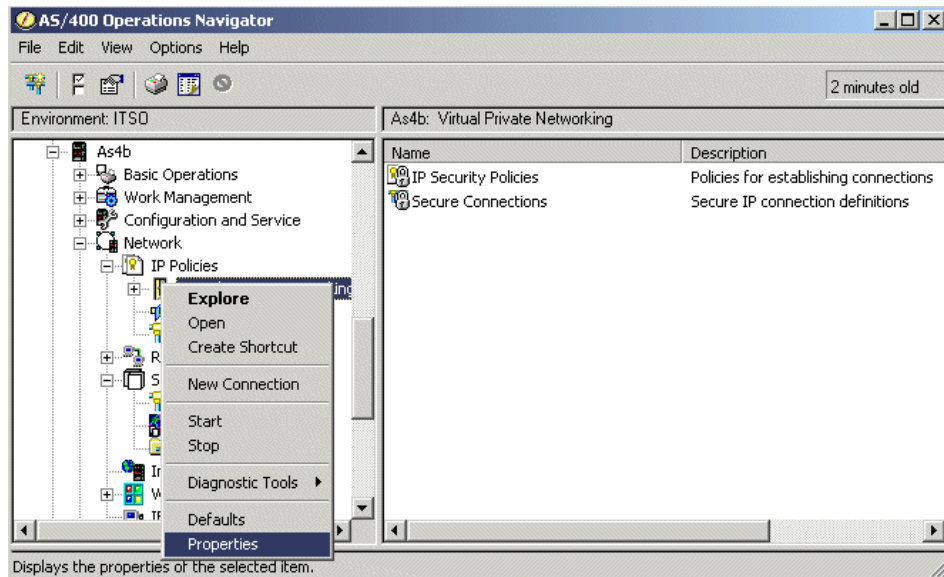 AS/400 Operations Navigator
File Edit View Options Help
2 minutes old
Environment: ITSO
As4b: Virtual Private Networking
As4b
Basic Operations
Work Management
Configuration and Service
Network
IP Policies
Explore
Open
Create Shortcut
New Connection
Start
Stop
Diagnostic Tools
Defaults
Properties
Name Description
IP Security Policies Policies for establishing connections
Secure Connections Secure IP connection definitions
Displays the properties of the selected item.